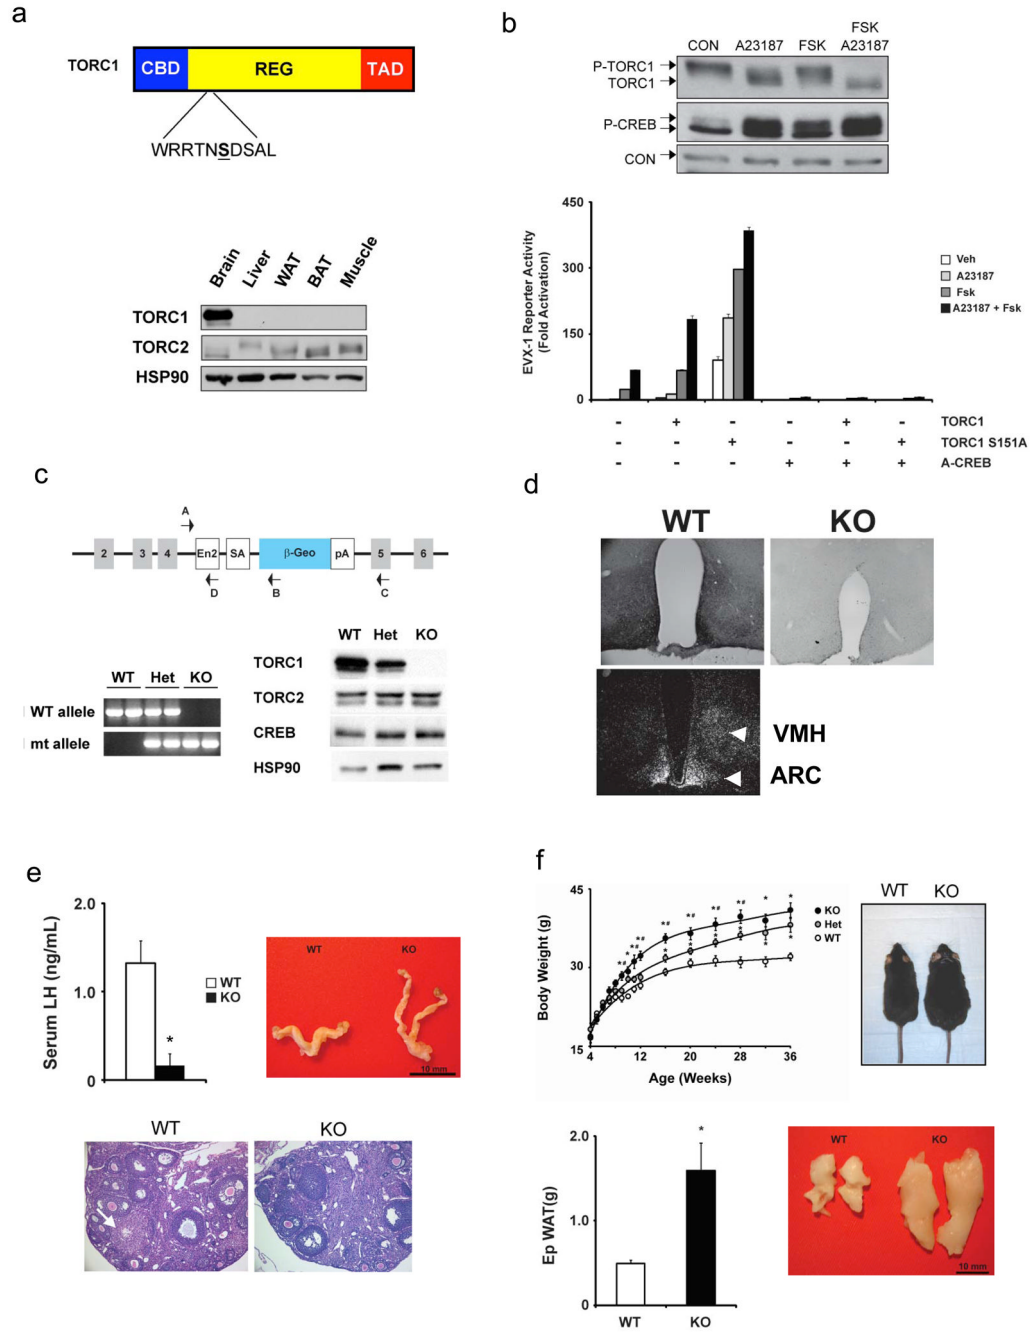 a
TORC1
CBD
REG
TAD
WRRTNSDSAL
Brain
Liver
WAT
BAT
Muscle
TORC1
TORC2
HSP90
b
CON
A23187
FSK
FSK
A23187
P-TORC1
TORC1
P-CREB
CON
EVX-1 Reporter Activity
(Fold Activation)
450
300
150
0
Veh
A23187
Fsk
A23187 + Fsk
- + - - + - TORC1
- - + - - + TORC1 S151A
- - - + + + A-CREB
c
A
2
3
4
En2
SA
β-Geo
pA
5
6
D
B
C
WT Het KO
WT allele
mt allele
WT Het KO
TORC1
TORC2
CREB
HSP90
d
WT
KO
VMH
ARC
e
Serum LH (ng/mL)
2.0
1.0
0
*
WT
KO
WT
KO
10 mm
WT
KO
f
Body Weight (g)
45
30
15
4
12
20
24
28
32
36
Age (Weeks)
KO
Het
WT
WT
KO
Ep WAT(g)
2.0
1.0
0
*
WT
KO
WT
KO
10 mm